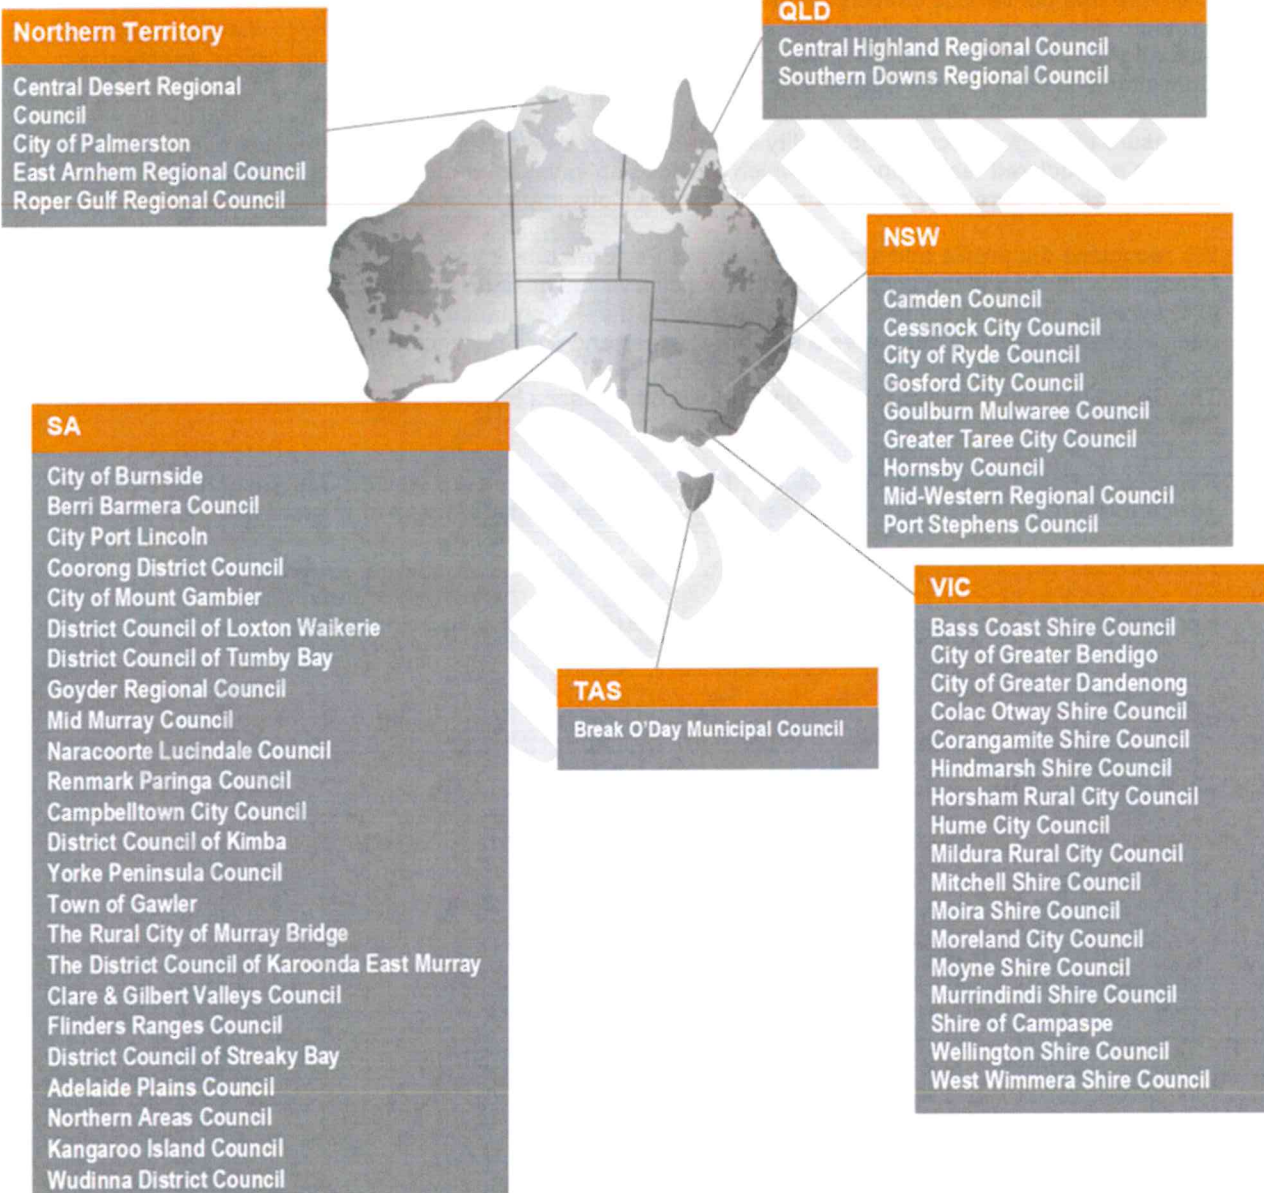 Northern Territory
Central Desert Regional
Council
City of Palmerston
East Arnhem Regional Council
Roper Gulf Regional Council
QLD
Central Highland Regional Council
Southern Downs Regional Council
NSW
Camden Council
Cessnock City Council
City of Ryde Council
Gosford City Council
Goulburn Mulwaree Council
Greater Taree City Council
Hornsby Council
Mid-Western Regional Council
Port Stephens Council
SA
City of Burnside
Berri Barmera Council
City Port Lincoln
Coorong District Council
City of Mount Gambier
District Council of Loxton Waikerie
District Council of Tumby Bay
Goyder Regional Council
Mid Murray Council
Naracoorte Lucindale Council
Renmark Paringa Council
Campbelltown City Council
District Council of Kimba
Yorke Peninsula Council
Town of Gawler
The Rural City of Murray Bridge
The District Council of Karoonda East Murray
Clare & Gilbert Valleys Council
Flinders Ranges Council
District Council of Streaky Bay
Adelaide Plains Council
Northern Areas Council
Kangaroo Island Council
Wudinna District Council
TAS
Break O'Day Municipal Council
VIC
Bass Coast Shire Council
City of Greater Bendigo
City of Greater Dandenong
Colac Otway Shire Council
Corangamite Shire Council
Hindmarsh Shire Council
Horsham Rural City Council
Hume City Council
Mildura Rural City Council
Mitchell Shire Council
Moira Shire Council
Moreland City Council
Moyne Shire Council
Murrindindi Shire Council
Shire of Campaspe
Wellington Shire Council
West Wimmera Shire Council